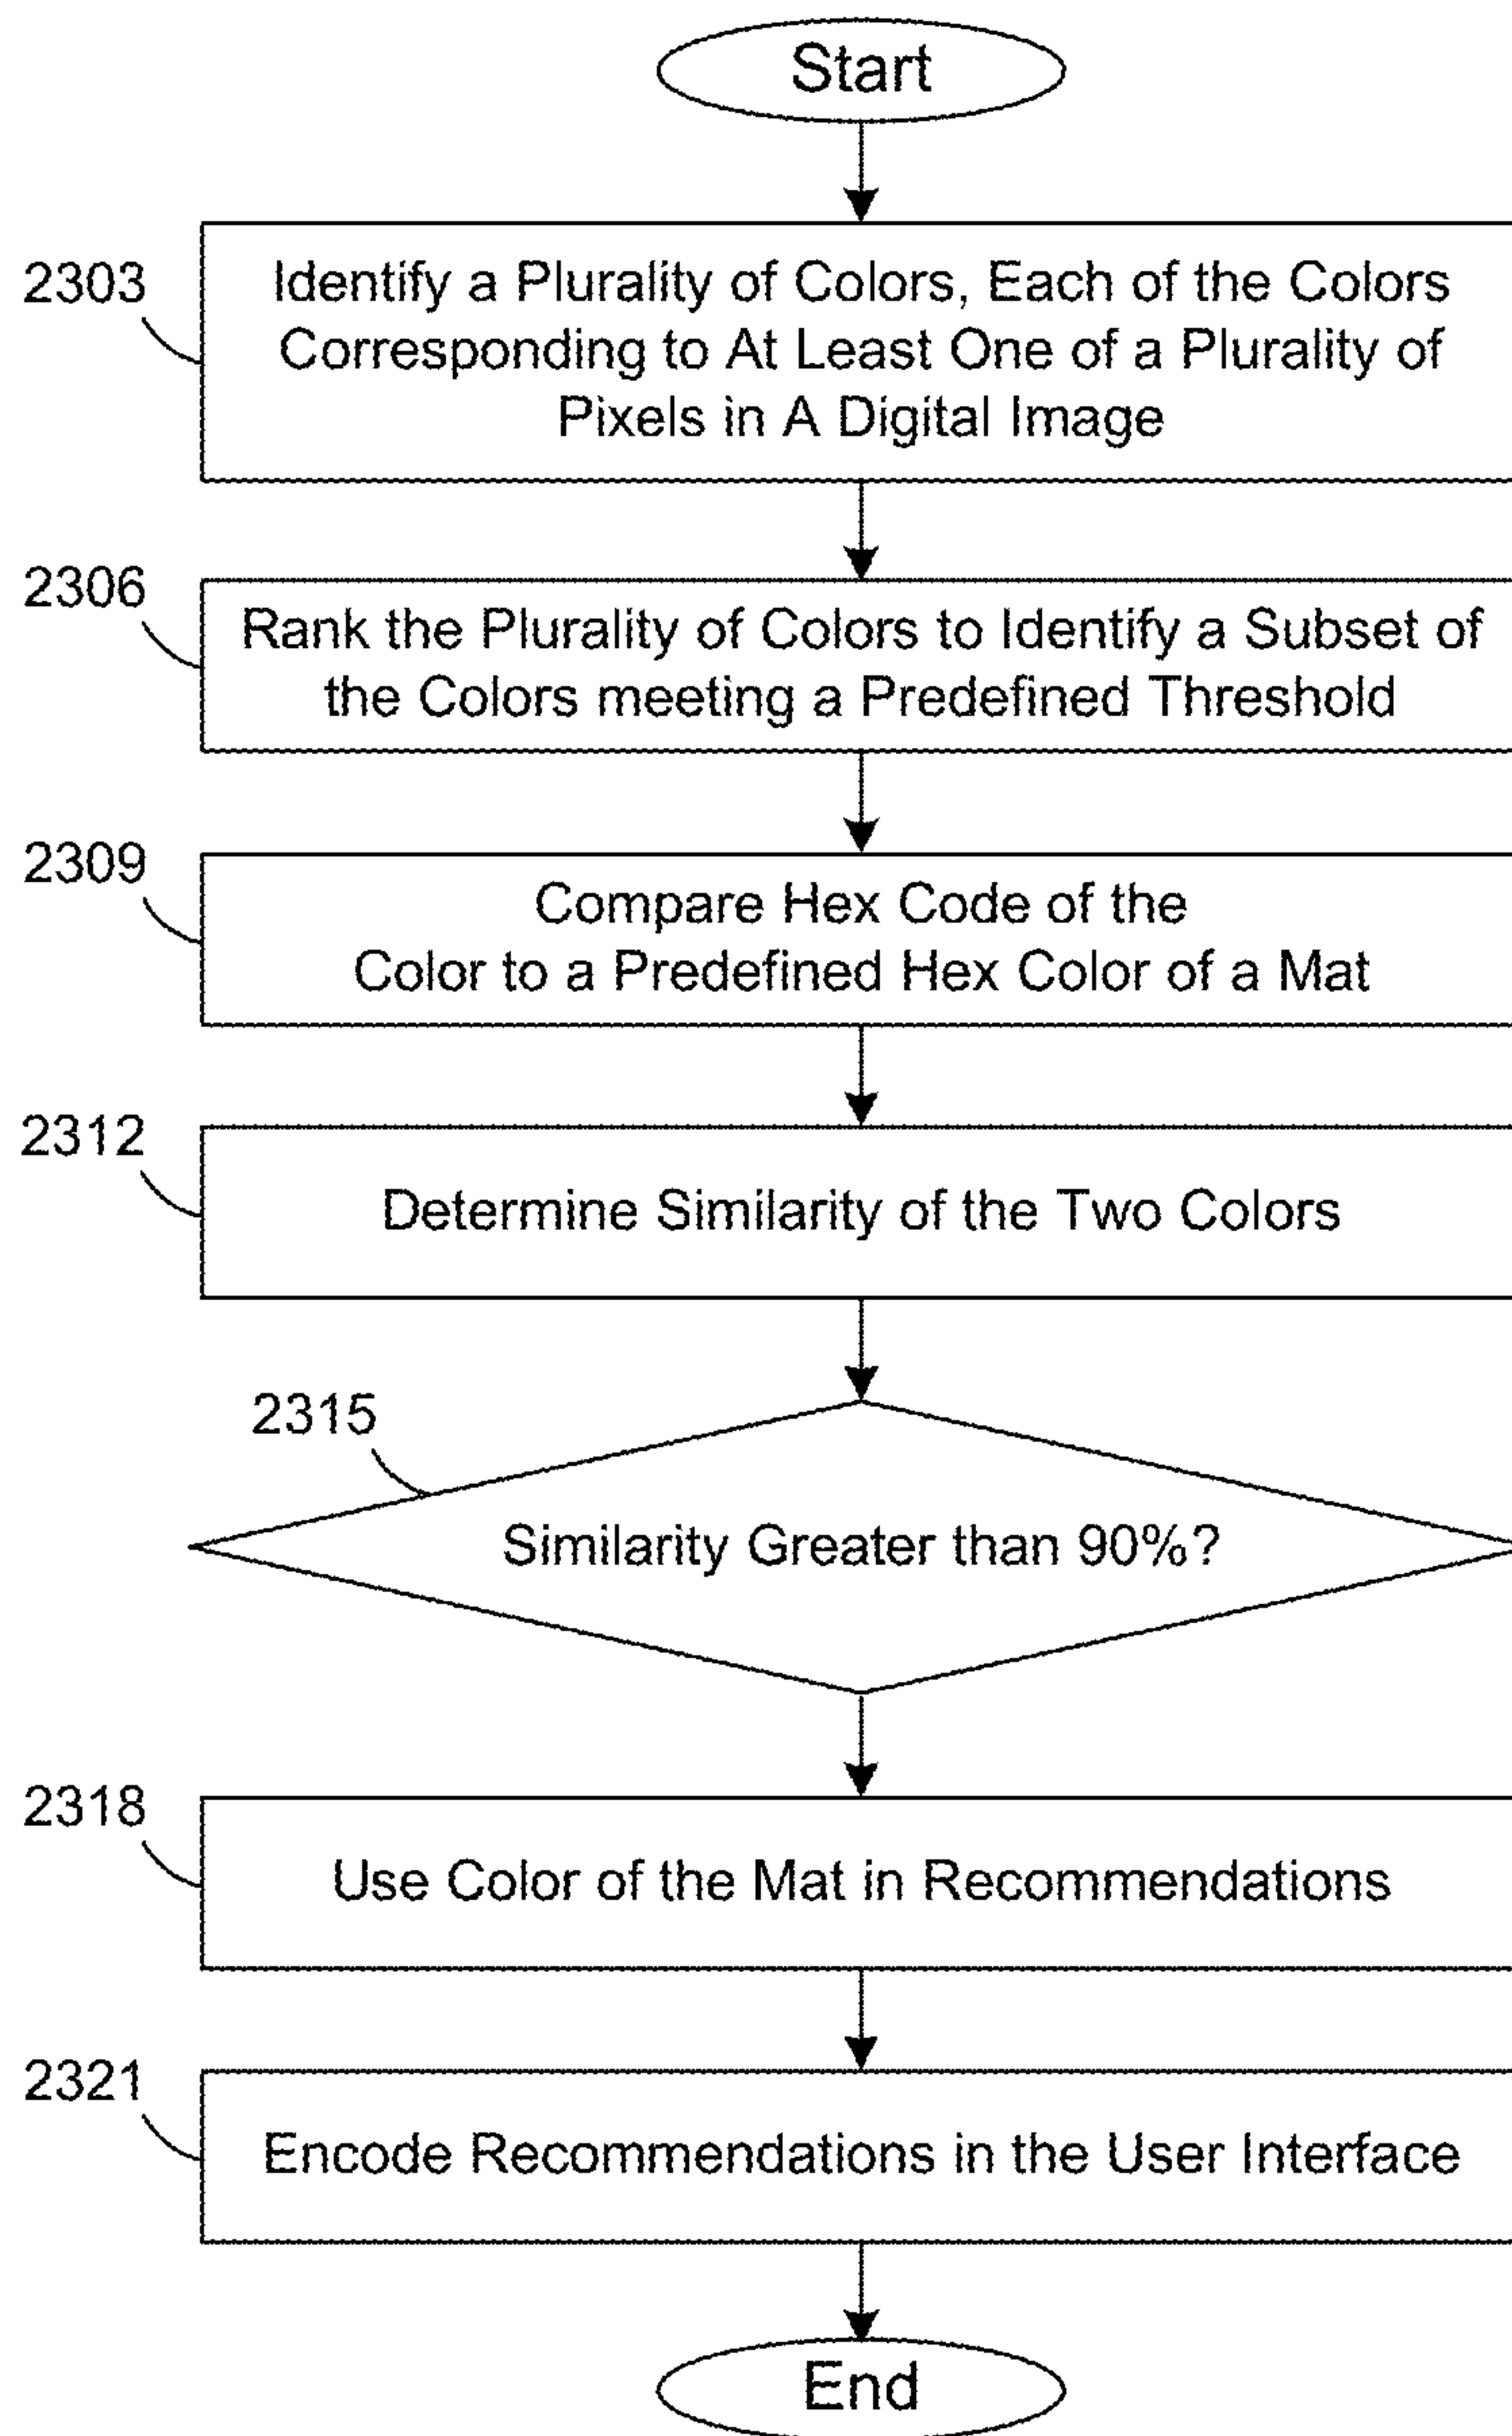 Start
2303
Identify a Plurality of Colors, Each of the Colors
Corresponding to At Least One of a Plurality of
Pixels in A Digital Image
2306
Rank the Plurality of Colors to Identify a Subset of
the Colors meeting a Predefined Threshold
2309
Compare Hex Code of the
Color to a Predefined Hex Color of a Mat
2312
Determine Similarity of the Two Colors
2315
Similarity Greater than 90%?
2318
Use Color of the Mat in Recommendations
2321
Encode Recommendations in the User Interface
End